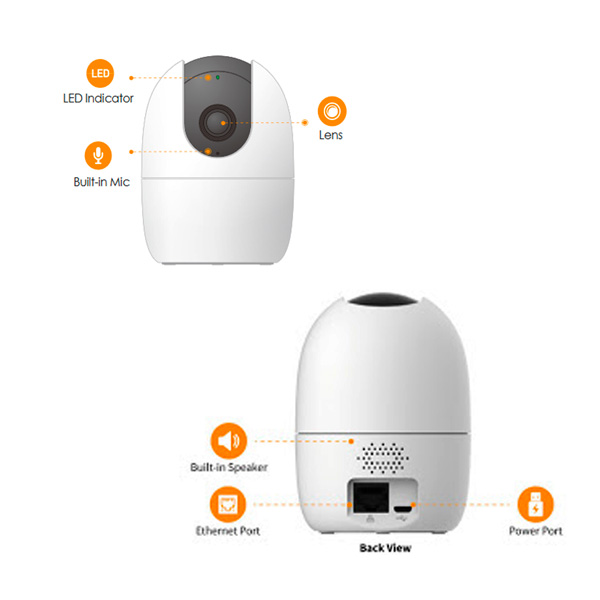 LED
LED Indicator
Lens
Built-in Mic
Built-in Speaker
Ethernet Port
Power Port
Back View